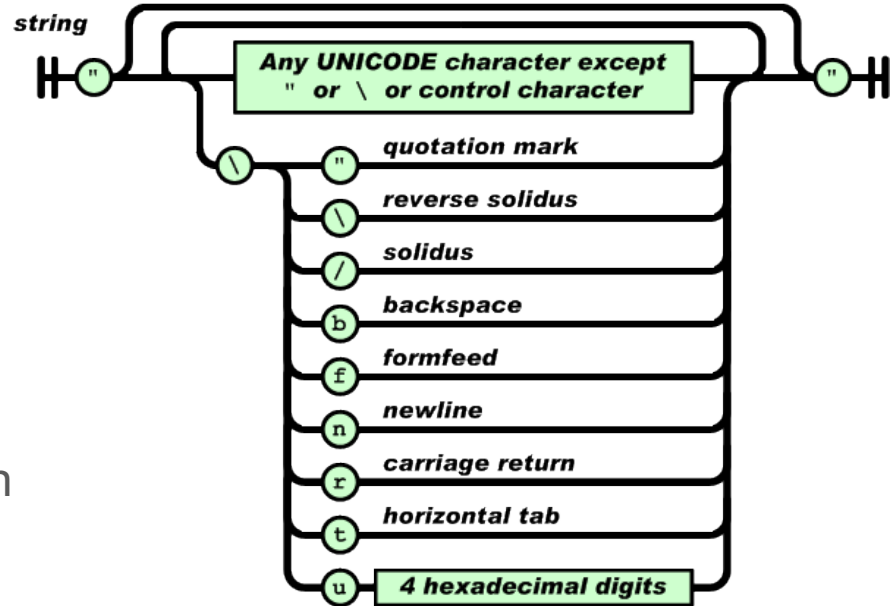 string
" Any UNICODE character except "
" or \ or control character
\ " quotation mark
\ reverse solidus
/ solidus
b backspace
f formfeed
n newline
n
r carriage return
t horizontal tab
u 4 hexadecimal digits